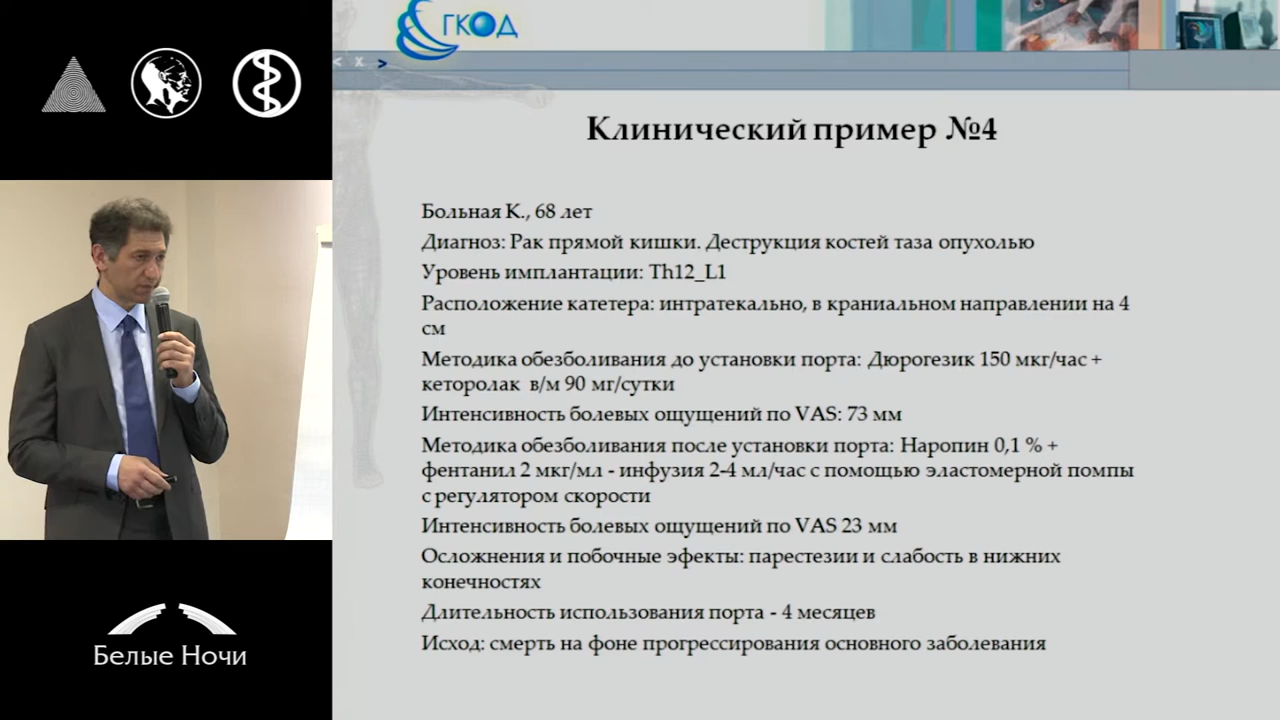 ГКОД
< x >
Клинический пример №4
Больная К., 68 лет
Диагноз: Рак прямой кишки. Деструкция костей таза опухолью
Уровень имплантации: Th12_L1
Расположение катетера: интратекально, в краниальном направлении на 4
см
Методика обезболивания до установки порта: Дюрогезик 150 мкг/час +
кеторолак в/м 90 мг/сутки
Интенсивность болевых ощущений по VAS: 73 мм
Методика обезболивания после установки порта: Наропин 0,1 % +
фентанил 2 мкг/мл - инфузия 2-4 мл/час с помощью эластомерной помпы
с регулятором скорости
Интенсивность болевых ощущений по VAS 23 мм
Осложнения и побочные эфекты: парестезии и слабость в нижних
конечностях
Длительность использования порта - 4 месяцев
Исход: смерть на фоне прогрессирования основного заболевания
Белые Ночи